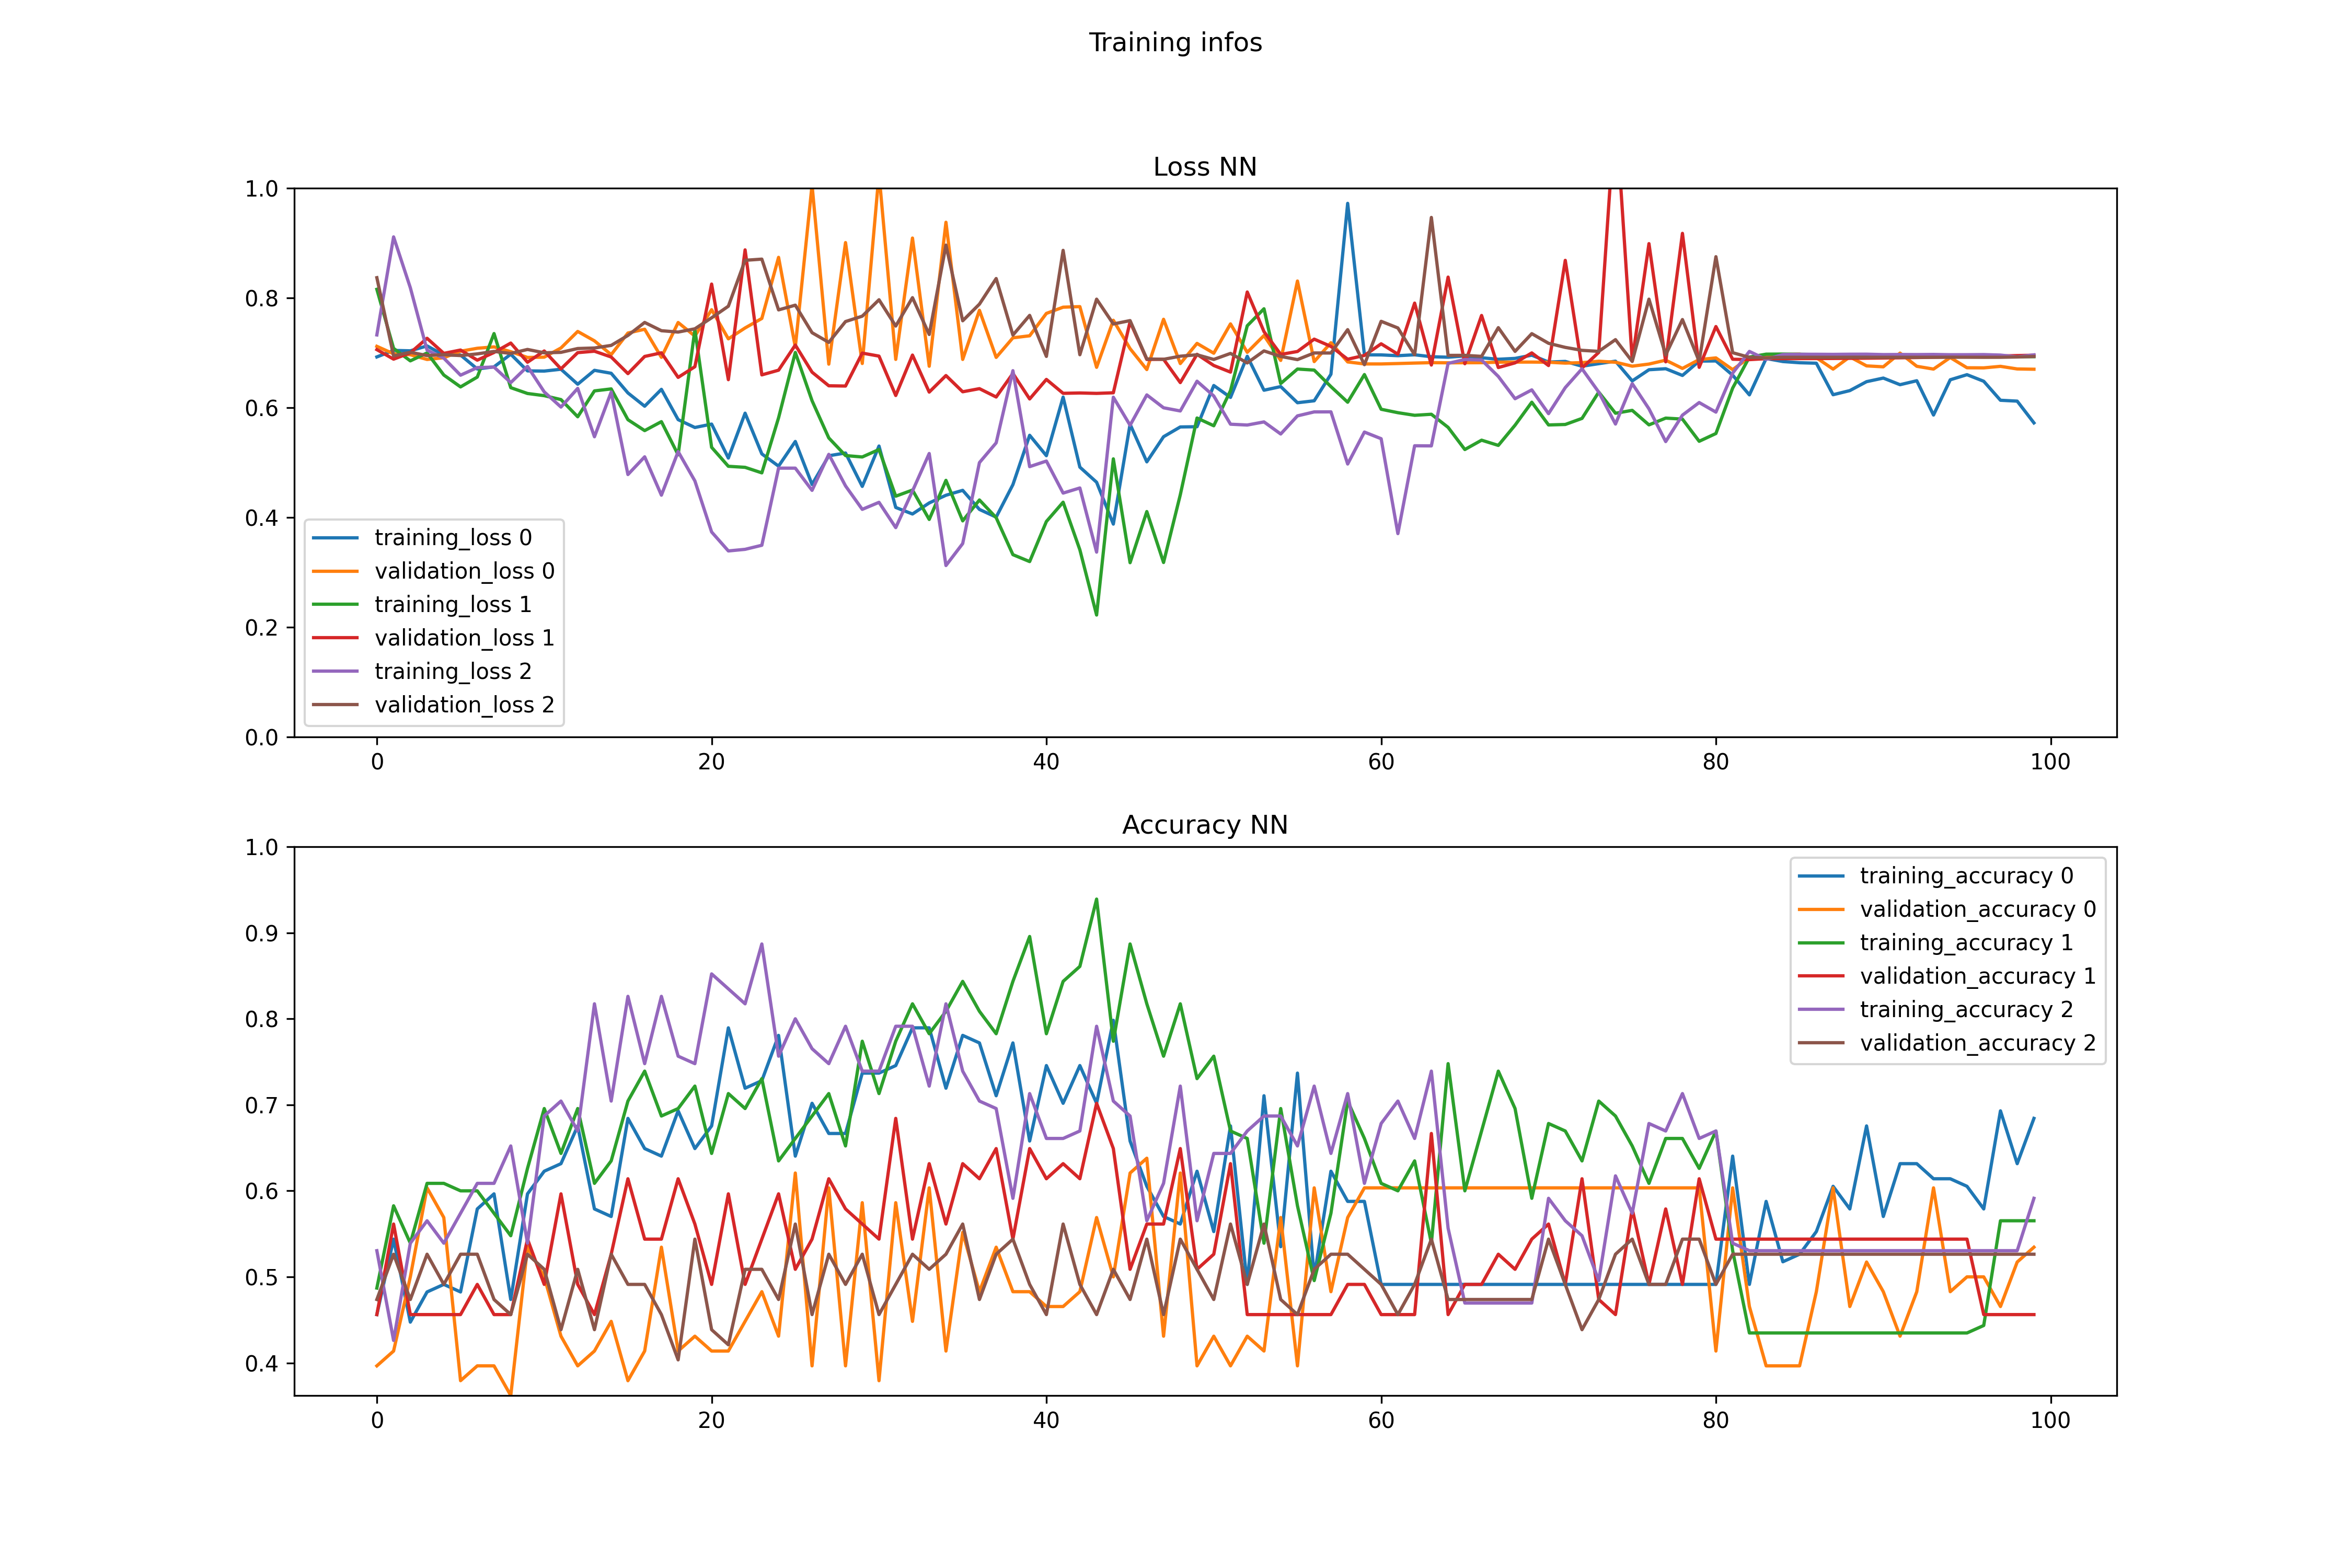 Training infos
Loss NN
1.0
0.8
0.6
0.4
0.2
0.0
training_loss 0
validation_loss 0
training_loss 1
validation_loss 1
training_loss 2
validation_loss 2
0 20 40 60 80 100
Accuracy NN
1.0
0.9
0.8
0.7
0.6
0.5
0.4
training_accuracy 0
validation_accuracy 0
training_accuracy 1
validation_accuracy 1
training_accuracy 2
validation_accuracy 2
0 20 40 60 80 100